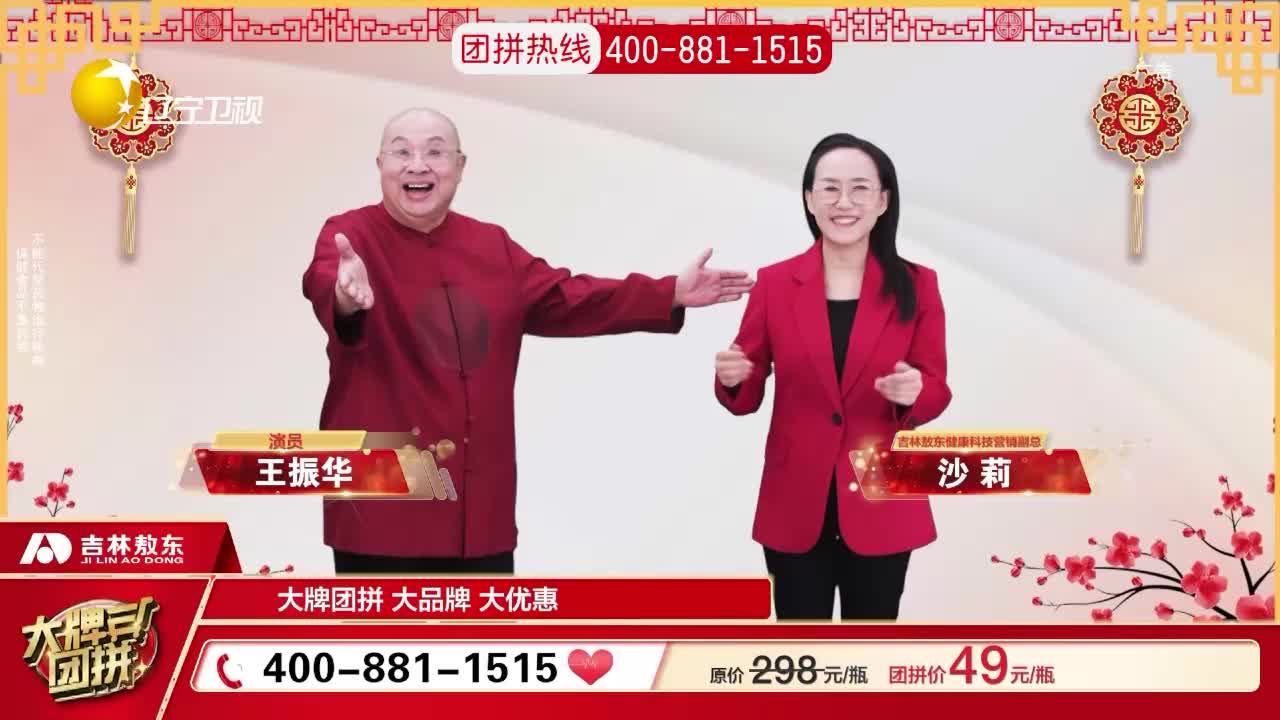 团拼热线 400-881-1515
辽宁卫视
广告
演员
王振华
吉林敖东健康科技营销副总
沙莉
吉林敖东
JI LIN AO DONG
大牌团拼 大品牌 大优惠
大牌团拼
400-881-1515
原价298元/瓶 团拼价49元/瓶